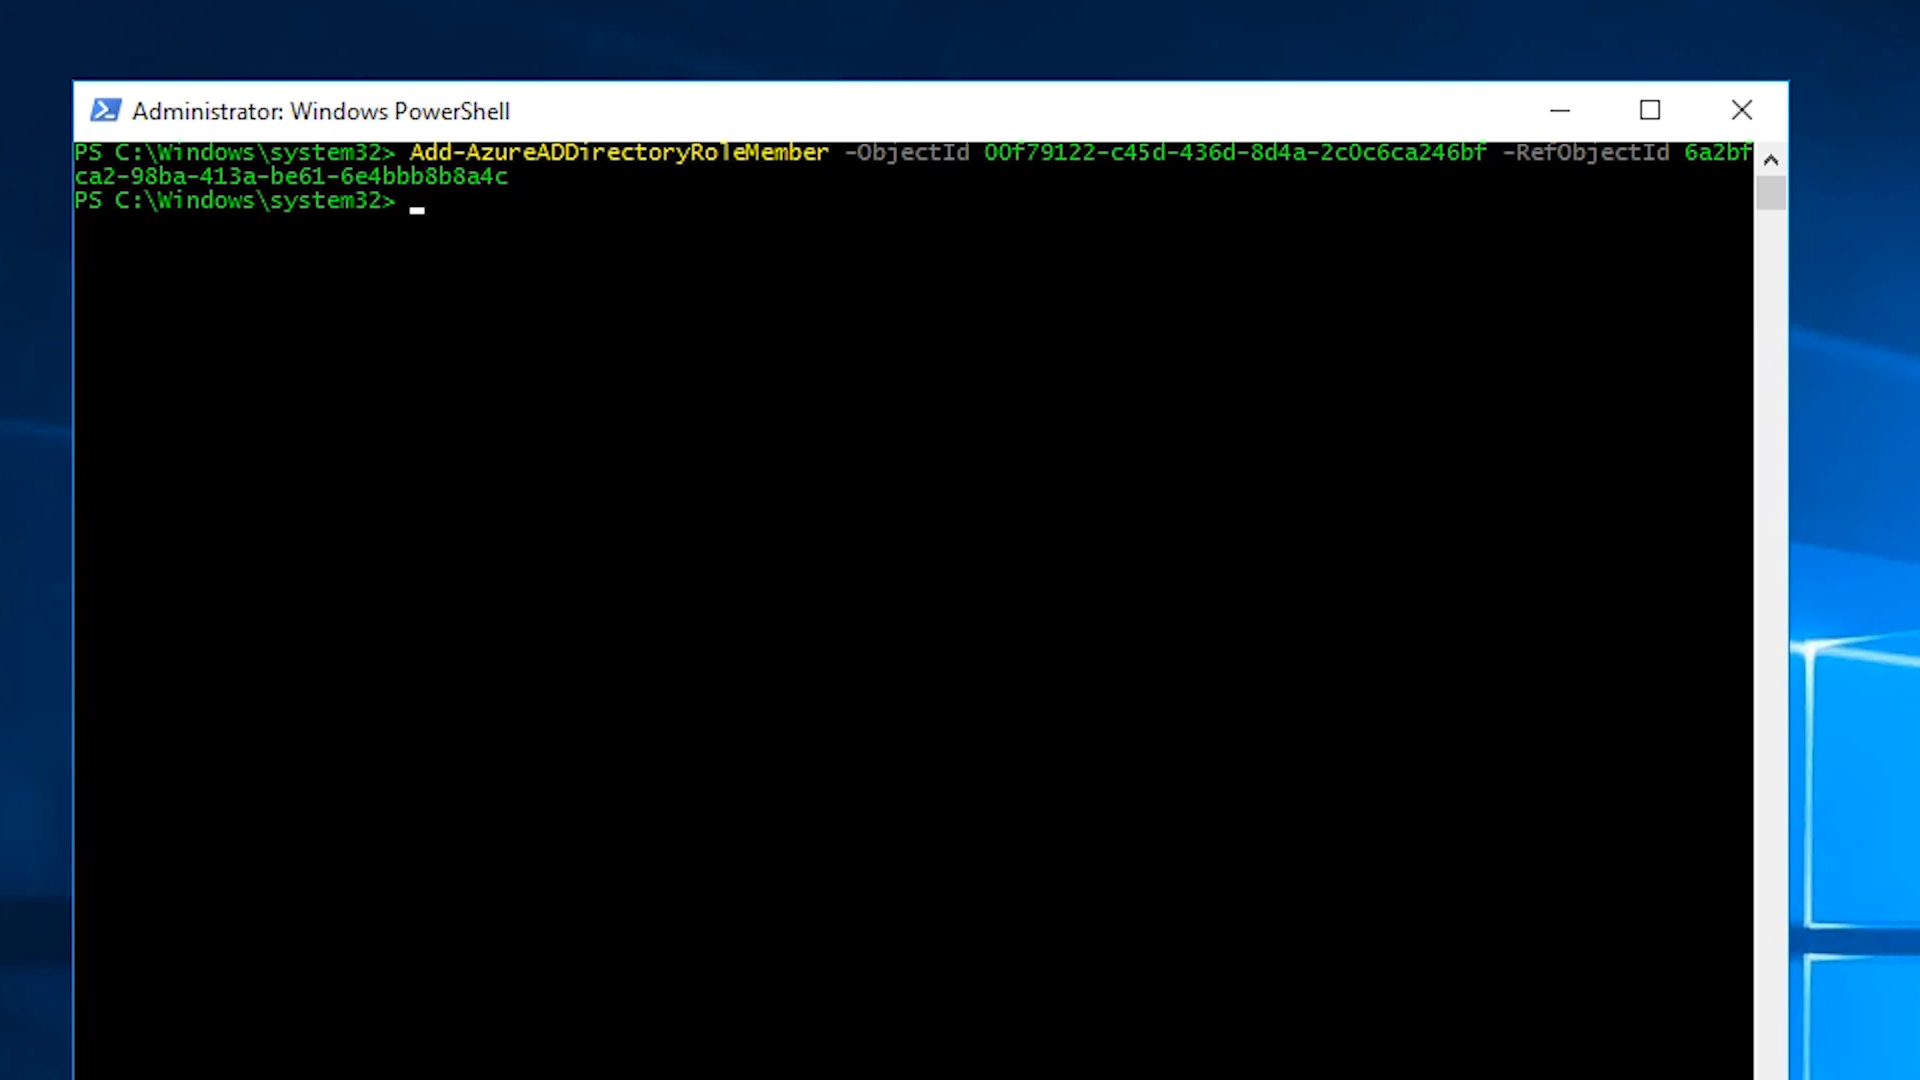 Administrator: Windows PowerShell
PS C:\Windows\system32> Add-AzureADDirectoryRoleMember -ObjectId 00f79122-c45d-436d-8d4a-2c0c6ca246bf -RefObjectId 6a2bf
ca2-98ba-413a-be61-6e4bbb8b8a4c
PS C:\Windows\system32>